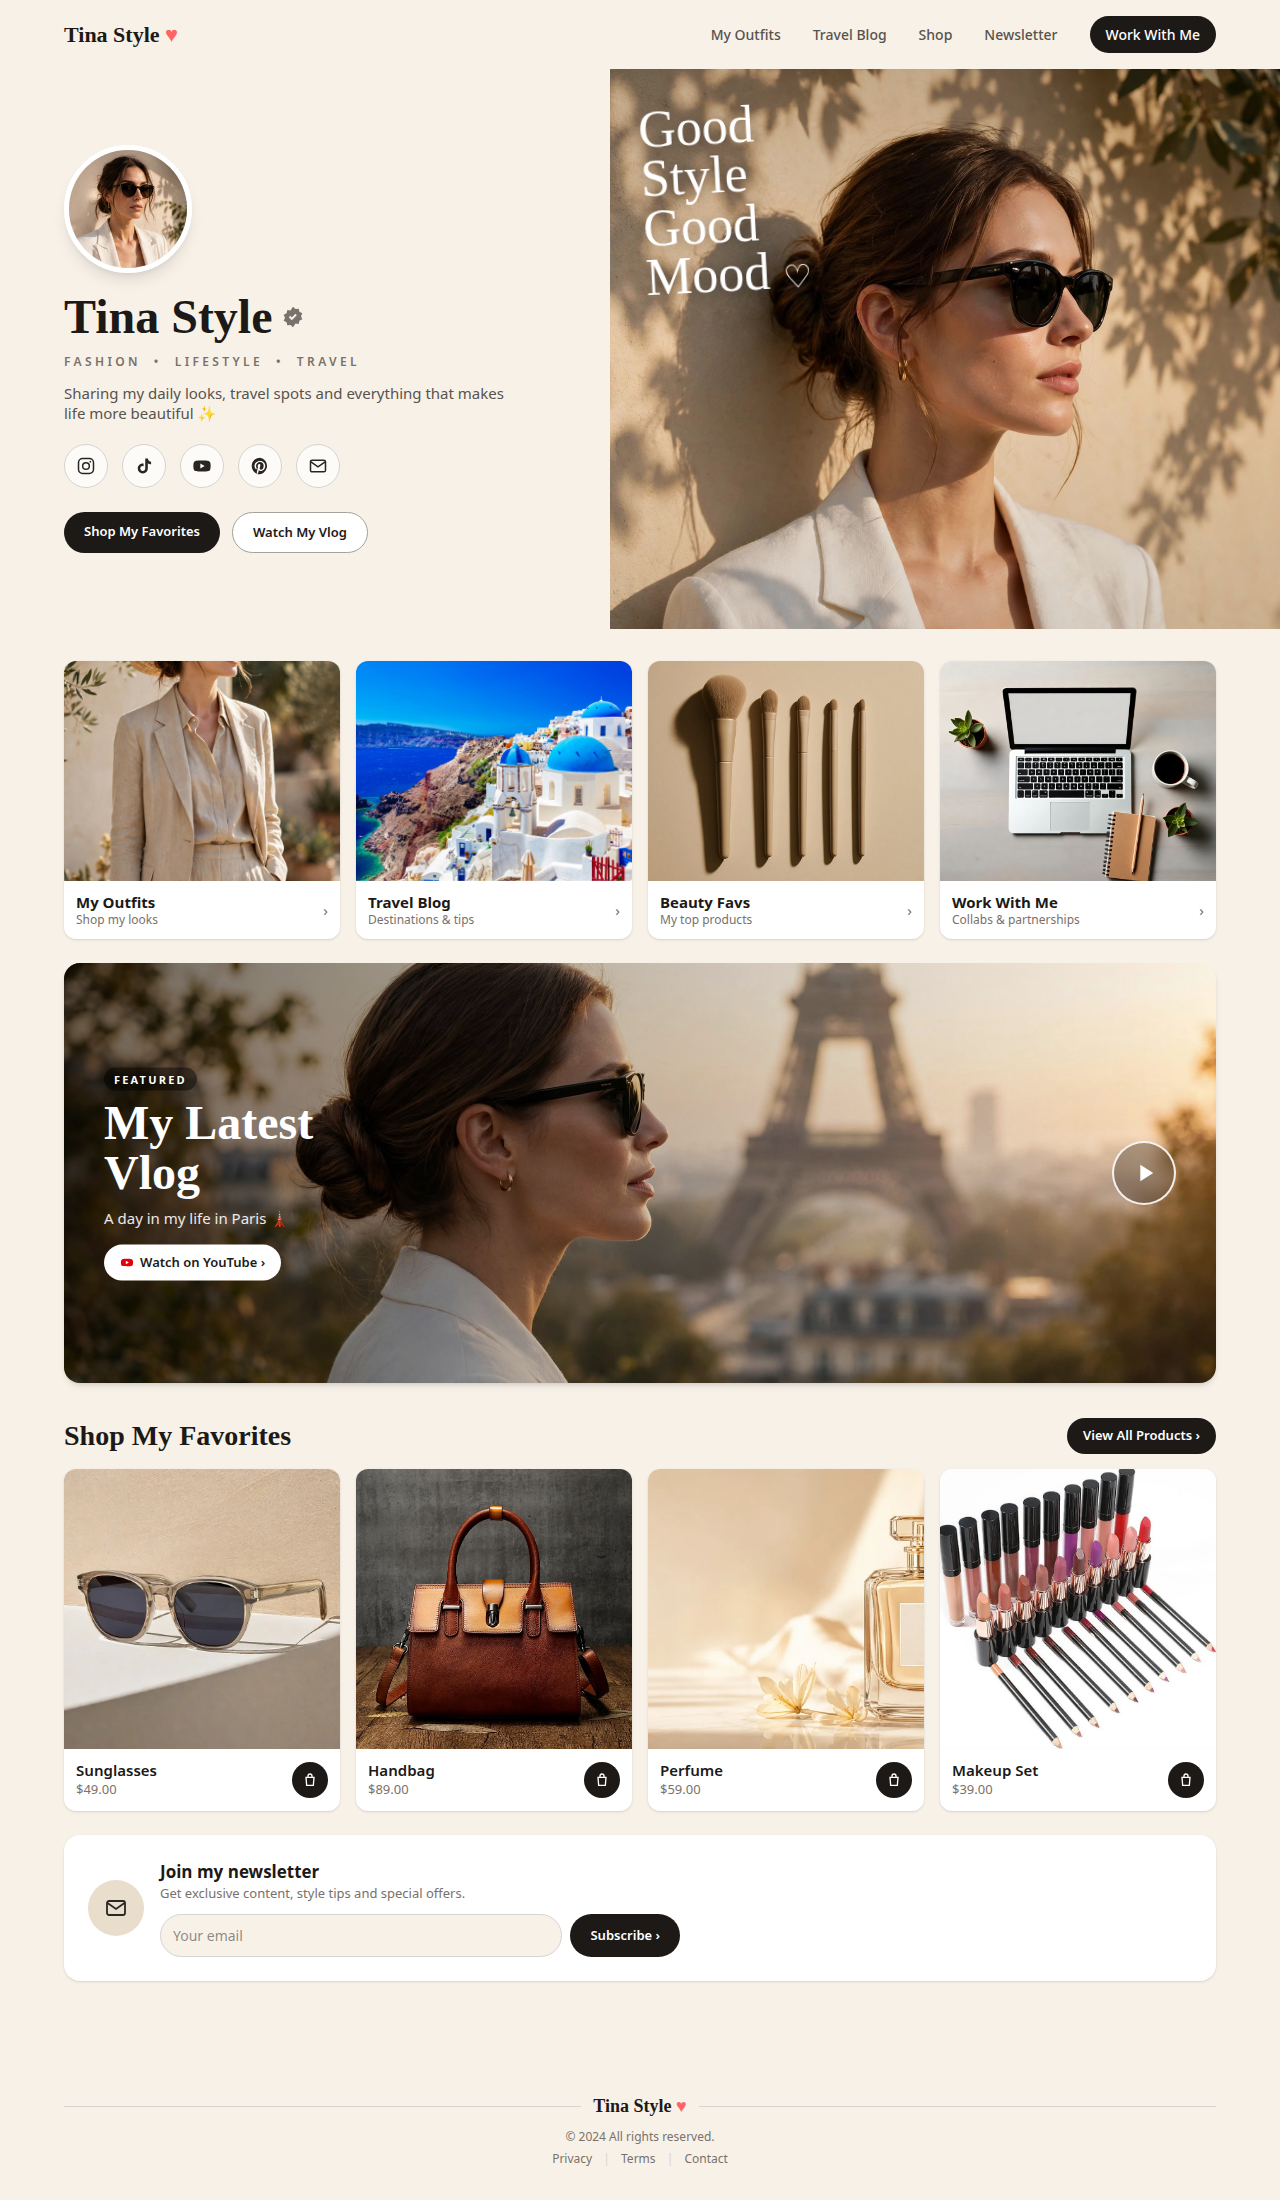 Tina Style ♥
My Outfits
Travel Blog
Shop
Newsletter
Work With Me
Good
Style
Good
Mood ♡
Tina Style
FASHION • LIFESTYLE • TRAVEL
Sharing my daily looks, travel spots and everything that makes
life more beautiful ✨
Shop My Favorites
Watch My Vlog
My Outfits
Shop my looks
›
Travel Blog
Destinations & tips
›
Beauty Favs
My top products
›
Work With Me
Collabs & partnerships
›
FEATURED
My Latest
Vlog
A day in my life in Paris 🗼
Watch on YouTube ›
Shop My Favorites
View All Products ›
Sunglasses
$49.00
Handbag
$89.00
Perfume
$59.00
Makeup Set
$39.00
Join my newsletter
Get exclusive content, style tips and special offers.
Your email
Subscribe ›
Tina Style ♥
© 2024 All rights reserved.
Privacy | Terms | Contact